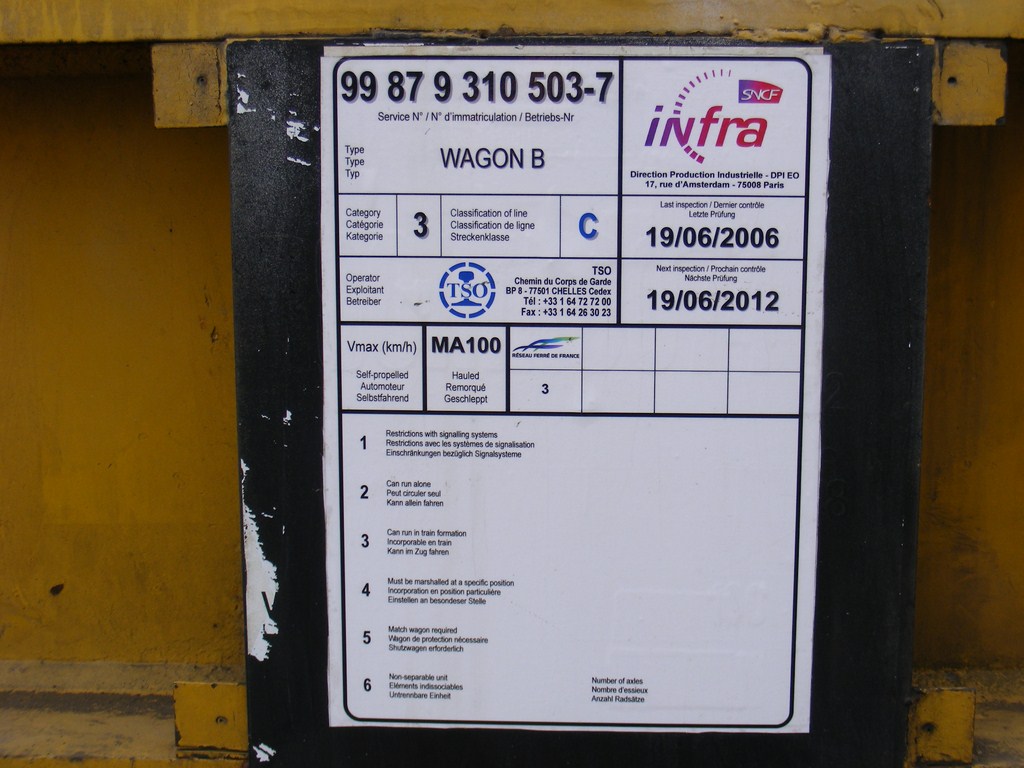 99 87 9 310 503-7
Service N° / N° d'immatriculation / Betriebs-Nr
Type
Type
Typ
WAGON B
SNCF
infra
Direction Production Industrielle - DPI EO
17, rue d'Amsterdam - 75008 Paris
Category
Catégorie
Kategorie
3
Classification of line
Classification de ligne
Streckenklasse
C
Last inspection / Dernier contrôle
Letzte Prüfung
19/06/2006
Operator
Exploitant
Betreiber
TSO
TSO
Chemin du Corps de Garde
BP 8 - 77501 CHELLES Cedex
Tél : +33 1 64 72 72 00
Fax : +33 1 64 26 30 23
Next inspection / Prochain contrôle
Nächste Prüfung
19/06/2012
Vmax (km/h)
Self-propelled
Automoteur
Selbstfahrend
MA100
Hauled
Remorqué
Geschleppt
RÉSEAU FERRÉ DE FRANCE
3
1
Restrictions with signalling systems
Restrictions avec les systèmes de signalisation
Einschränkungen bezüglich Signalsysteme
2
Can run alone
Peut circuler seul
Kann allein fahren
3
Can run in train formation
Incorporable en train
Kann im Zug fahren
4
Must be marshalled at a specific position
Incorporation en position particulière
Einstellen an besondeser Stelle
5
Match wagon required
Wagon de protection nécessaire
Shutzwagen erforderlich
6
Non-separable unit
Eléments indissociables
Untrennbare Einheit
Number of axles
Nombre d'essieux
Anzahl Radsätze